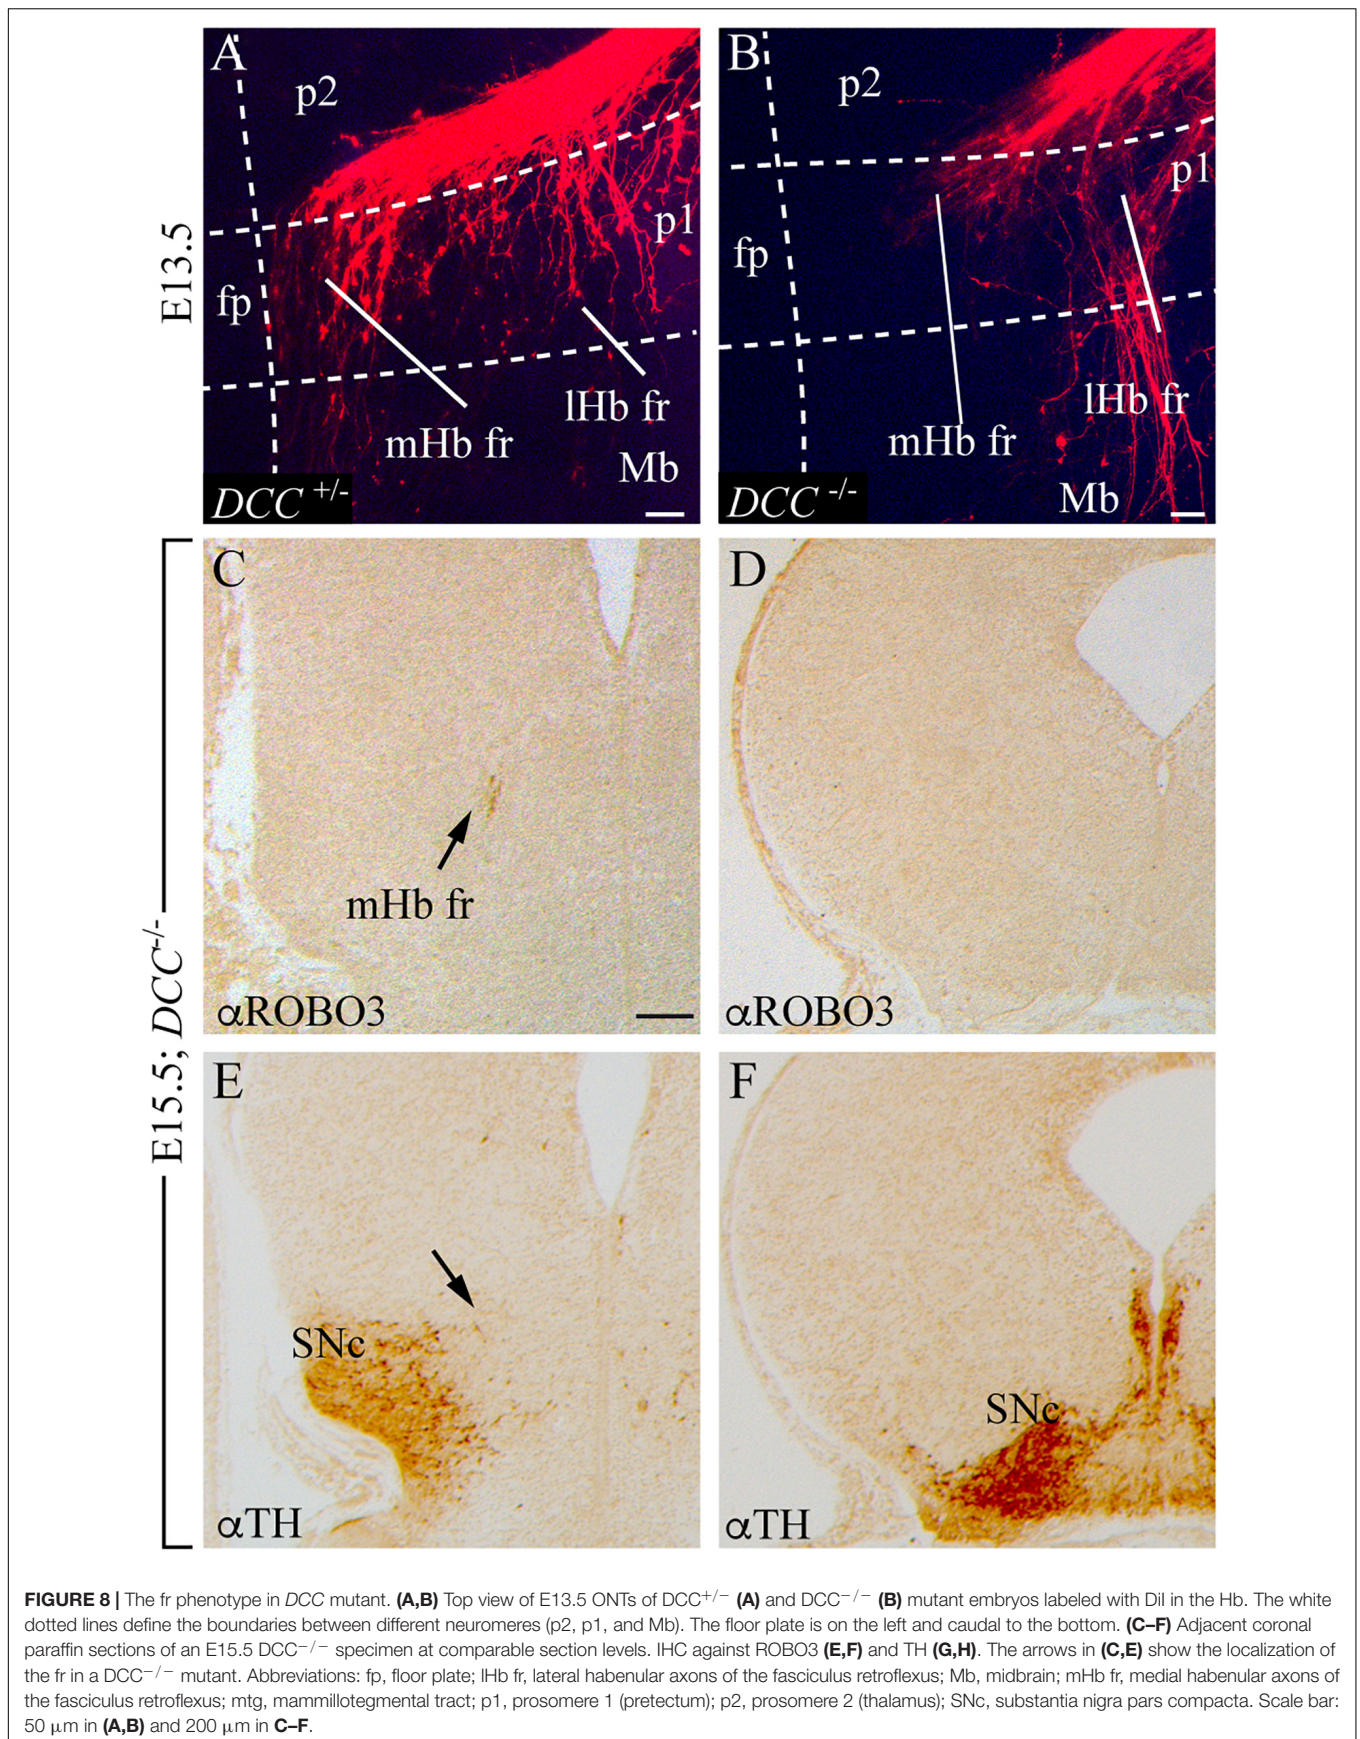 A
p2
p1
fp
mHb fr
lHb fr
Mb
DCC +/-
B
p2
p1
fp
mHb fr
lHb fr
Mb
DCC -/-
E13.5
C
mHb fr
αROBO3
D
αROBO3
E15.5; DCC-/-
E
SNc
αTH
F
SNc
αTH
FIGURE 8 | The fr phenotype in DCC mutant. (A,B) Top view of E13.5 ONTs of DCC+/− (A) and DCC−/− (B) mutant embryos labeled with DiI in the Hb. The white
dotted lines define the boundaries between different neuromeres (p2, p1, and Mb). The floor plate is on the left and caudal to the bottom. (C–F) Adjacent coronal
paraffin sections of an E15.5 DCC−/− specimen at comparable section levels. IHC against ROBO3 (E,F) and TH (G,H). The arrows in (C,E) show the localization of
the fr in a DCC−/− mutant. Abbreviations: fp, floor plate; lHb fr, lateral habenular axons of the fasciculus retroflexus; Mb, midbrain; mHb fr, medial habenular axons of
the fasciculus retroflexus; mtg, mammillotegmental tract; p1, prosomere 1 (pretectum); p2, prosomere 2 (thalamus); SNc, substantia nigra pars compacta. Scale bar:
50 μm in (A,B) and 200 μm in C–F.